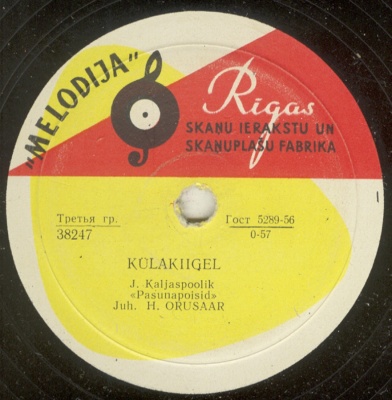 „MELODIJA”
Rīgas
SKAŅU IERAKSTU UN
SKAŅUPLAŠU FABRIKA
Третья гр.
38247
Гост 5289-56
0-57
KÜLAKIIGEL
J. Kaljaspoolik
«Pasunapoisid»
Juh. H. ORUSAAR